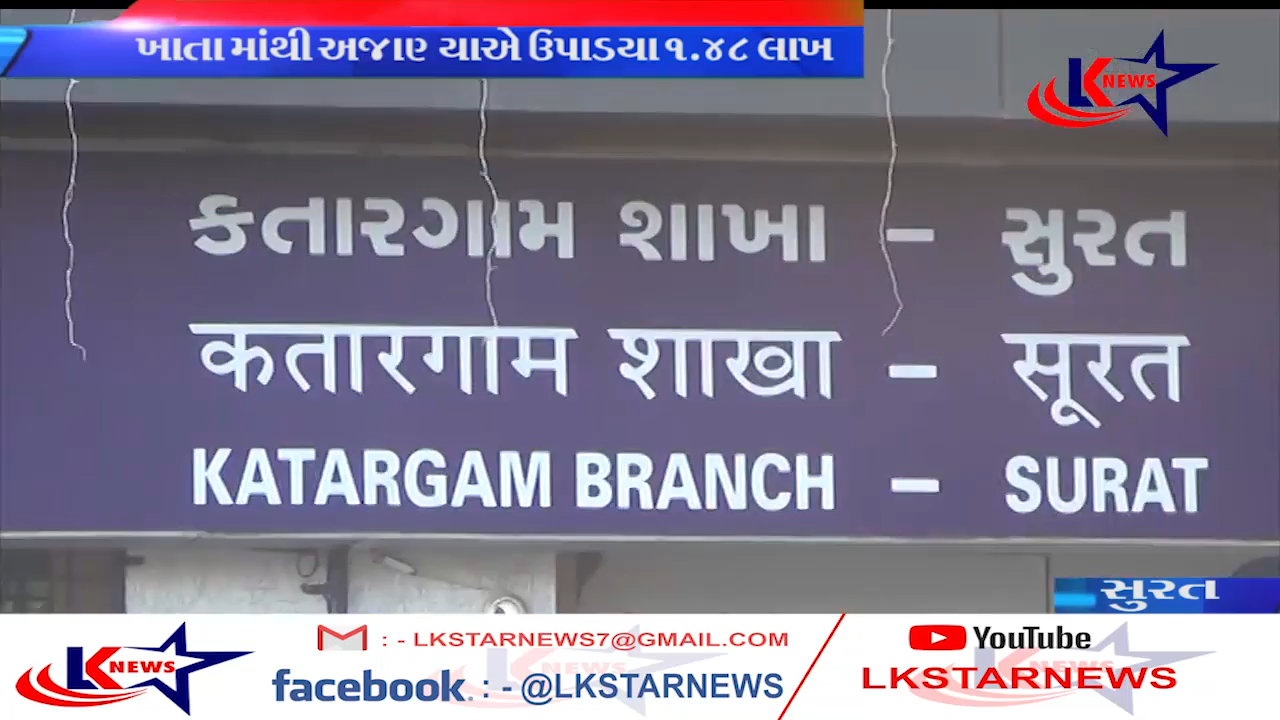 ખાતા માંથી અજાણ્યાએ ઉપાડયા ૧.૪૮ લાખ
LK NEWS
કતારગામ શાખા – સુરત
कतारगाम शाखा – सूरत
KATARGAM BRANCH – SURAT
સુરત
LK NEWS
: - LKSTARNEWS7@GMAIL.COM
facebook. : - @LKSTARNEWS
YouTube
LKSTARNEWS